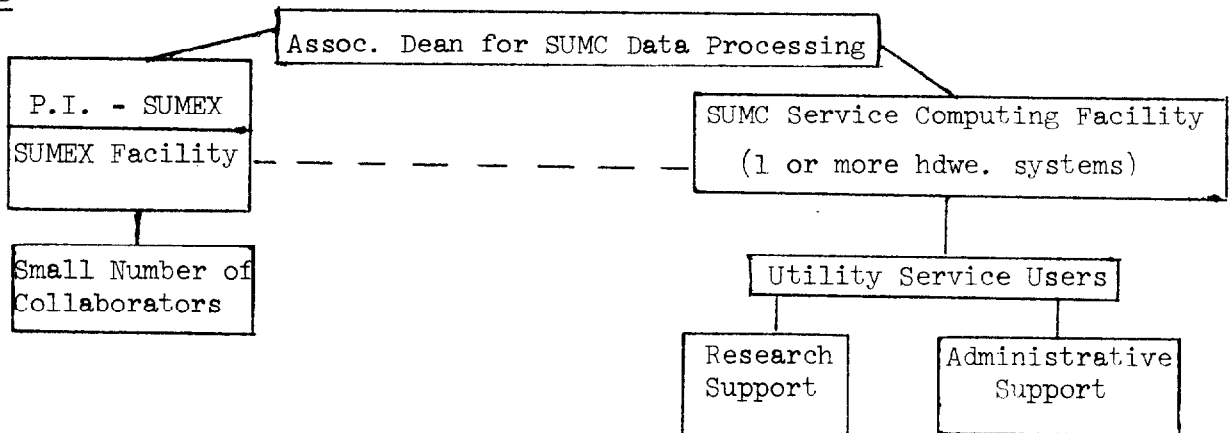 Assoc. Dean for SUMC Data Processing
P.I. - SUMEX
SUMEX Facility
SUMC Service Computing Facility
(1 or more hdwe. systems)
Small Number of
Collaborators
Utility Service Users
Research
Support
Administrative
Support